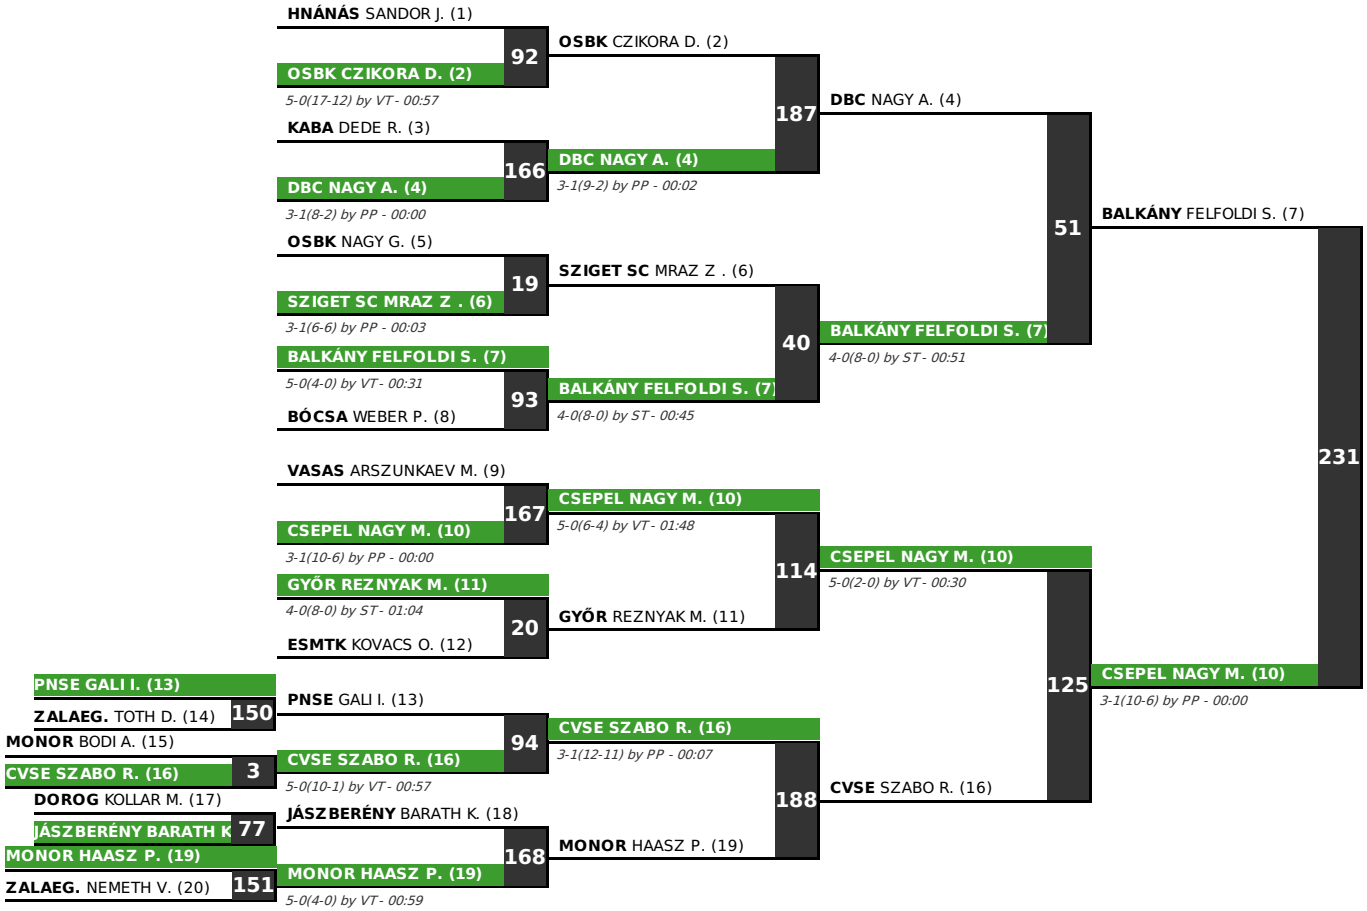 HNÁNÁS SANDOR J. (1)
92
OSBK CZIKORA D. (2)
5-0(17-12) by VT - 00:57
KABA DEDE R. (3)
166
DBC NAGY A. (4)
3-1(8-2) by PP - 00:00
OSBK NAGY G. (5)
19
SZIGET SC MRAZ Z . (6)
3-1(6-6) by PP - 00:03
BALKÁNY FELFOLDI S. (7)
5-0(4-0) by VT - 00:31
93
BÓCSA WEBER P. (8)
VASAS ARSZUNKAEV M. (9)
167
CSEPEL NAGY M. (10)
3-1(10-6) by PP - 00:00
GYŐR REZNYAK M. (11)
4-0(8-0) by ST - 01:04
20
ESMTK KOVACS O. (12)
PNSE GALI I. (13)
ZALAEG. TOTH D. (14)
150
MONOR BODI A. (15)
3
CVSE SZABO R. (16)
DOROG KOLLAR M. (17)
77
JÁSZBERÉNY BARATH K
MONOR HAASZ P. (19)
ZALAEG. NEMETH V. (20)
151
PNSE GALI I. (13)
94
CVSE SZABO R. (16)
5-0(10-1) by VT - 00:57
JÁSZBERÉNY BARATH K. (18)
168
MONOR HAASZ P. (19)
5-0(4-0) by VT - 00:59
OSBK CZIKORA D. (2)
187
DBC NAGY A. (4)
3-1(9-2) by PP - 00:02
SZIGET SC MRAZ Z . (6)
40
BALKÁNY FELFOLDI S. (7)
4-0(8-0) by ST - 00:45
CSEPEL NAGY M. (10)
5-0(6-4) by VT - 01:48
114
GYŐR REZNYAK M. (11)
CVSE SZABO R. (16)
3-1(12-11) by PP - 00:07
188
MONOR HAASZ P. (19)
DBC NAGY A. (4)
51
BALKÁNY FELFOLDI S. (7)
4-0(8-0) by ST - 00:51
CSEPEL NAGY M. (10)
5-0(2-0) by VT - 00:30
125
CVSE SZABO R. (16)
BALKÁNY FELFOLDI S. (7)
231
CSEPEL NAGY M. (10)
3-1(10-6) by PP - 00:00